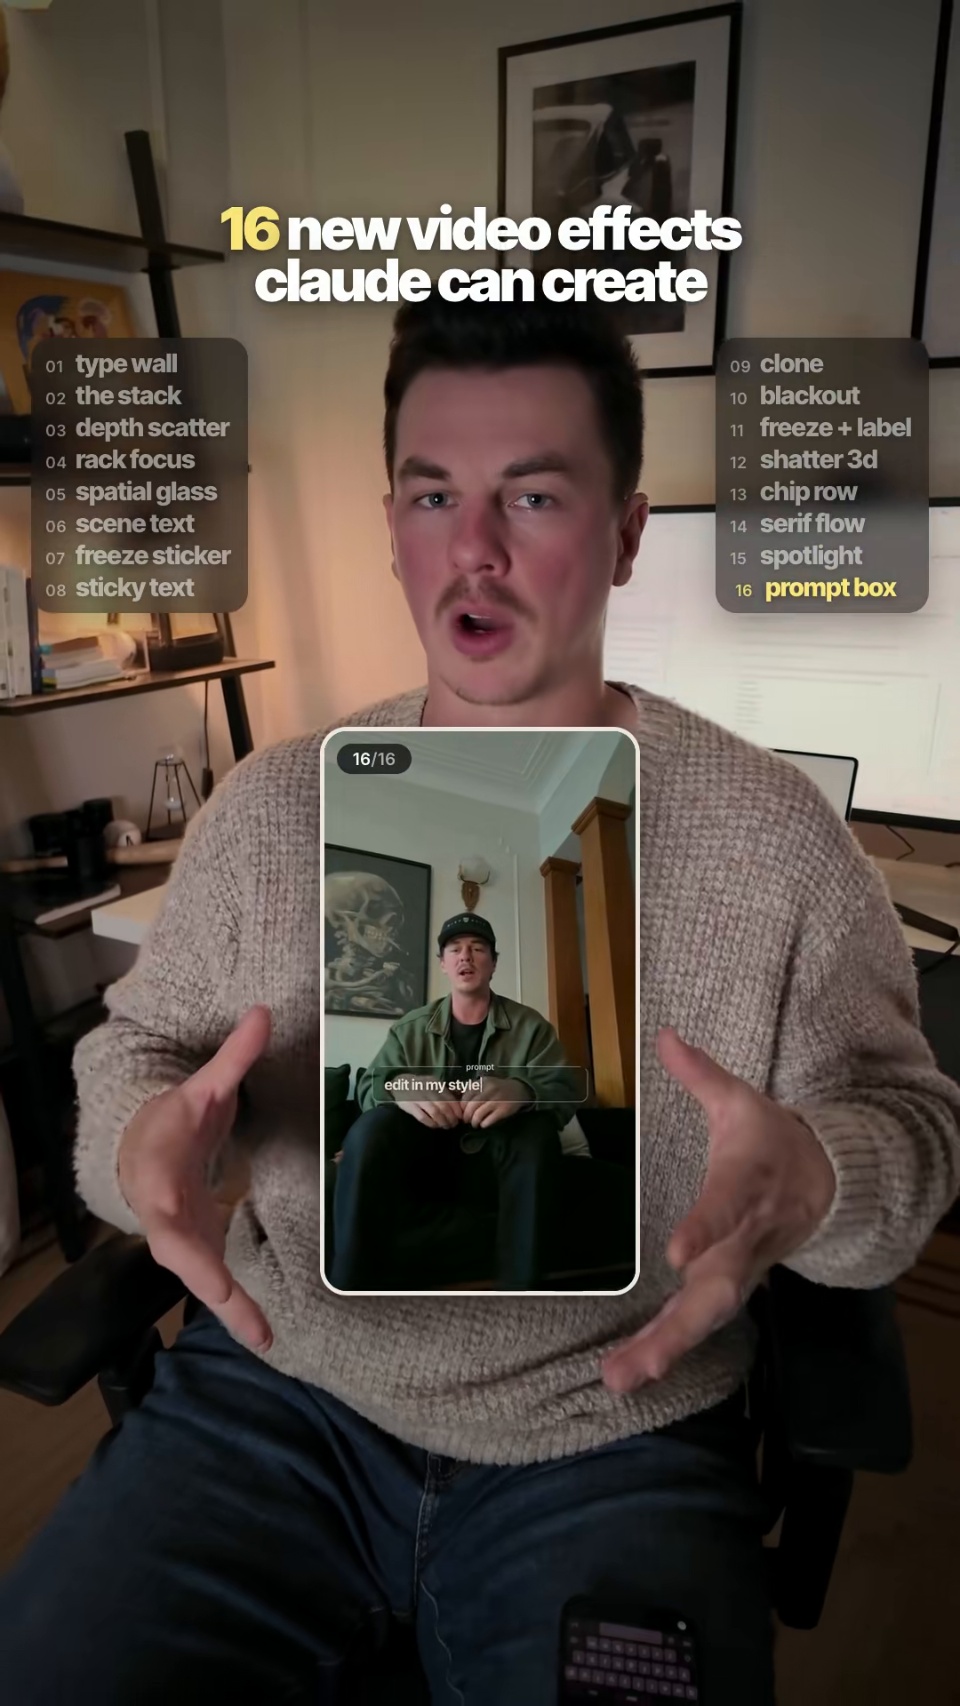 16 new video effects
claude can create
01 type wall
02 the stack
03 depth scatter
04 rack focus
05 spatial glass
06 scene text
07 freeze sticker
08 sticky text
09 clone
10 blackout
11 freeze + label
12 shatter 3d
13 chip row
14 serif flow
15 spotlight
16 prompt box
16/16
prompt
edit in my style